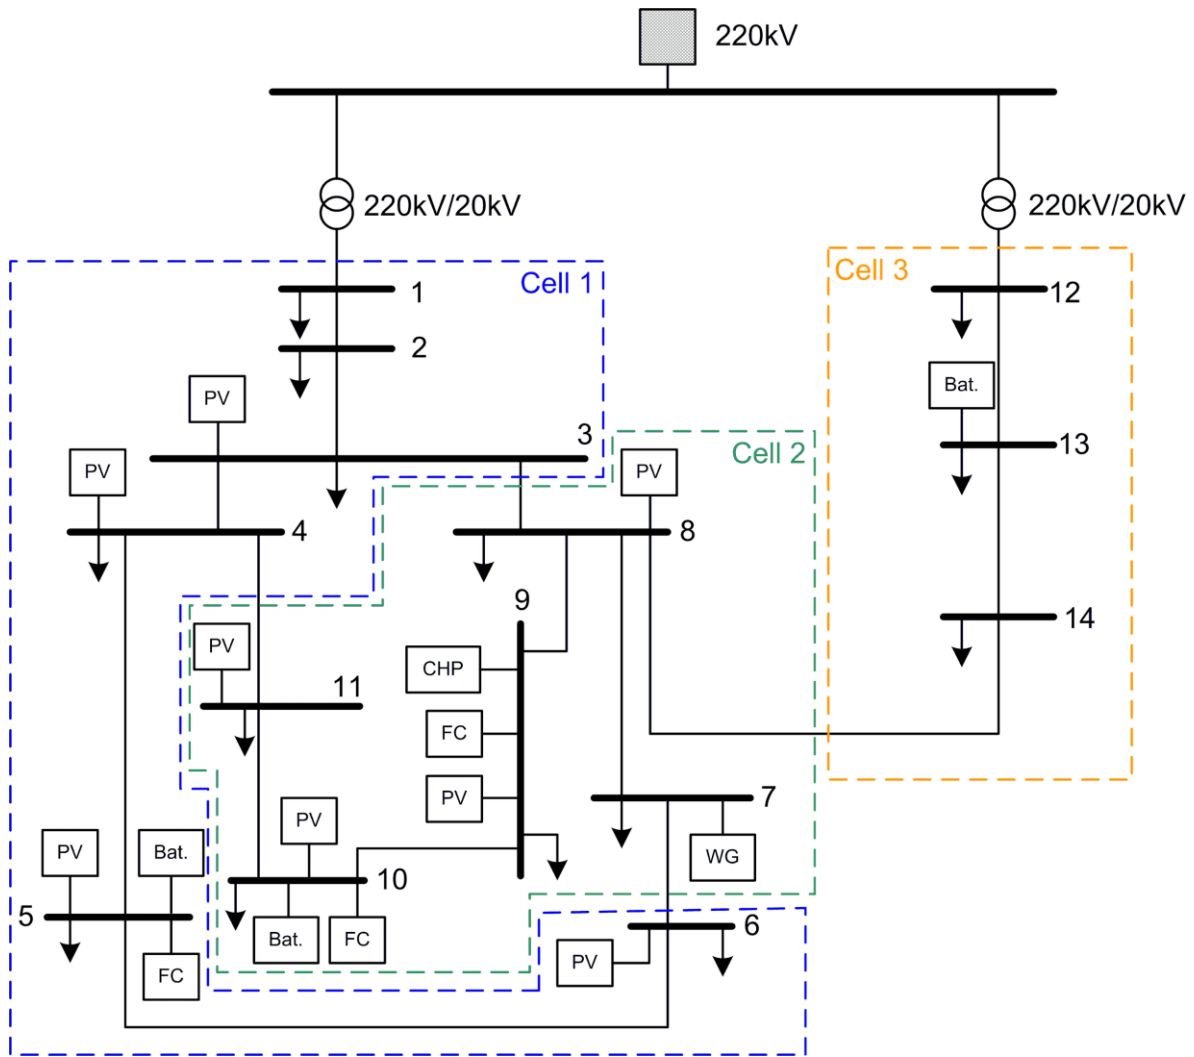 220kV
220kV/20kV
220kV/20kV
Cell 1
Cell 3
1
12
2
Bat.
PV
3
13
Cell 2
PV
PV
4
8
9
14
PV
CHP
11
FC
PV
7
PV
WG
PV
Bat.
10
5
6
Bat.
FC
PV
FC